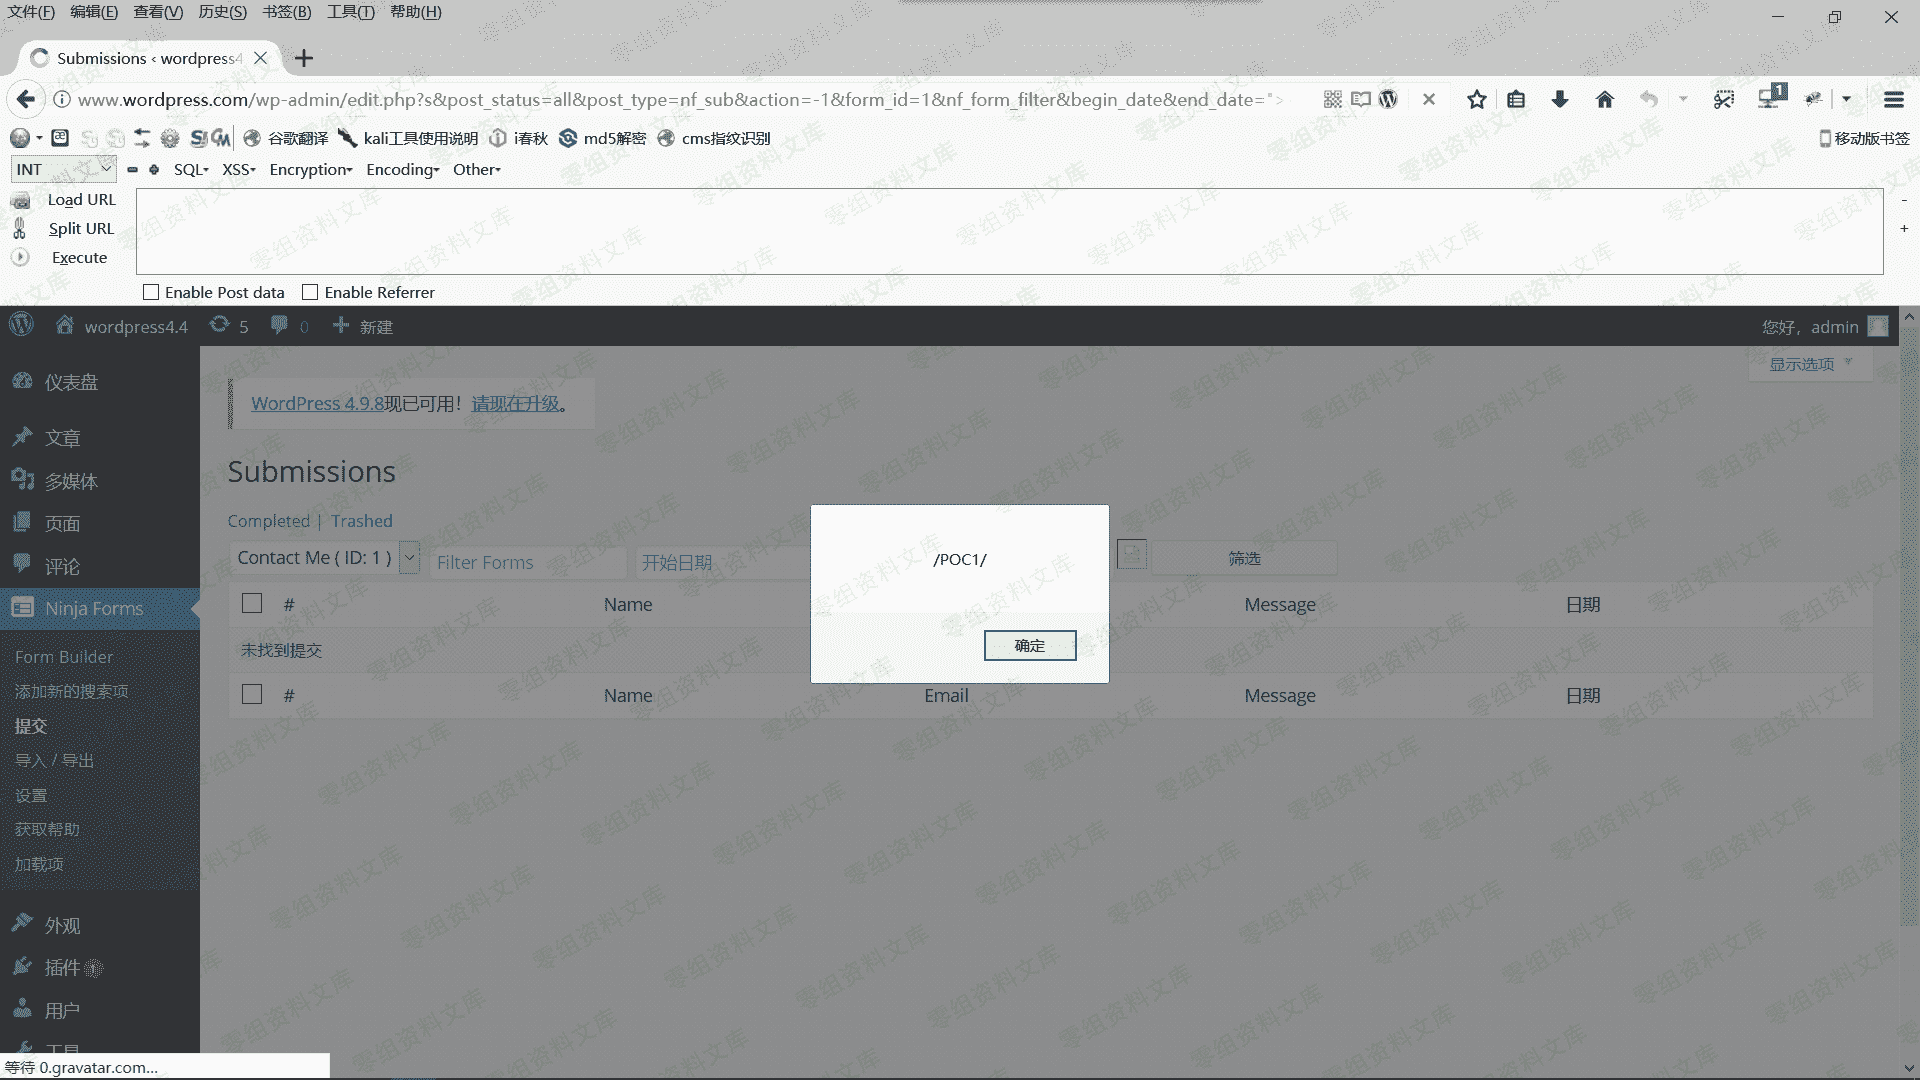 文件(F) 编辑(E) 查看(V) 历史(S) 书签(B) 工具(T) 帮助(H)
Submissions ‹ wordpress4
www.wordpress.com/wp-admin/edit.php?s&post_status=all&post_type=nf_sub&action=-1&form_id=1&nf_form_filter&begin_date&end_date=">
1
谷歌翻译 kali工具使用说明 i春秋 md5解密 cms指纹识别 移动版书签
INT SQL XSS Encryption Encoding Other
Load URL
Split URL
Execute
Enable Post data Enable Referrer
wordpress4.4 5 0 新建 您好，admin
仪表盘
文章
多媒体
页面
评论
Ninja Forms
Form Builder
添加新的搜索项
提交
导入 / 导出
设置
获取帮助
加载项
外观
插件 1
用户
工具
显示选项
WordPress 4.9.8现已可用！请现在升级。
Submissions
Completed | Trashed
Contact Me ( ID: 1 ) Filter Forms 开始日期 筛选
# Name Message 日期
未找到提交
# Name Email Message 日期
/POC1/
确定
等待 0.gravatar.com...
零组资料文库